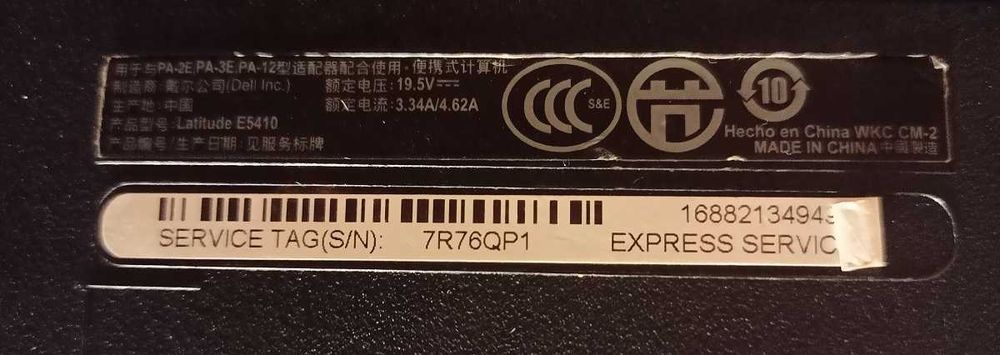 用于与PA-2E,PA-3E,PA-12型适配器配合使用·便携式计算机
制造商:戴尔公司(Dell Inc.) 额定电压:19.5V⎓
生产地:中国 额定电流:3.34A/4.62A
产品型号:Latitude E5410
产品编号/生产日期:见服务标牌
CCC S&E
10
Hecho en China WKC CM-2
MADE IN CHINA 中國製造
16882134949
SERVICE TAG(S/N): 7R76QP1 EXPRESS SERVIC